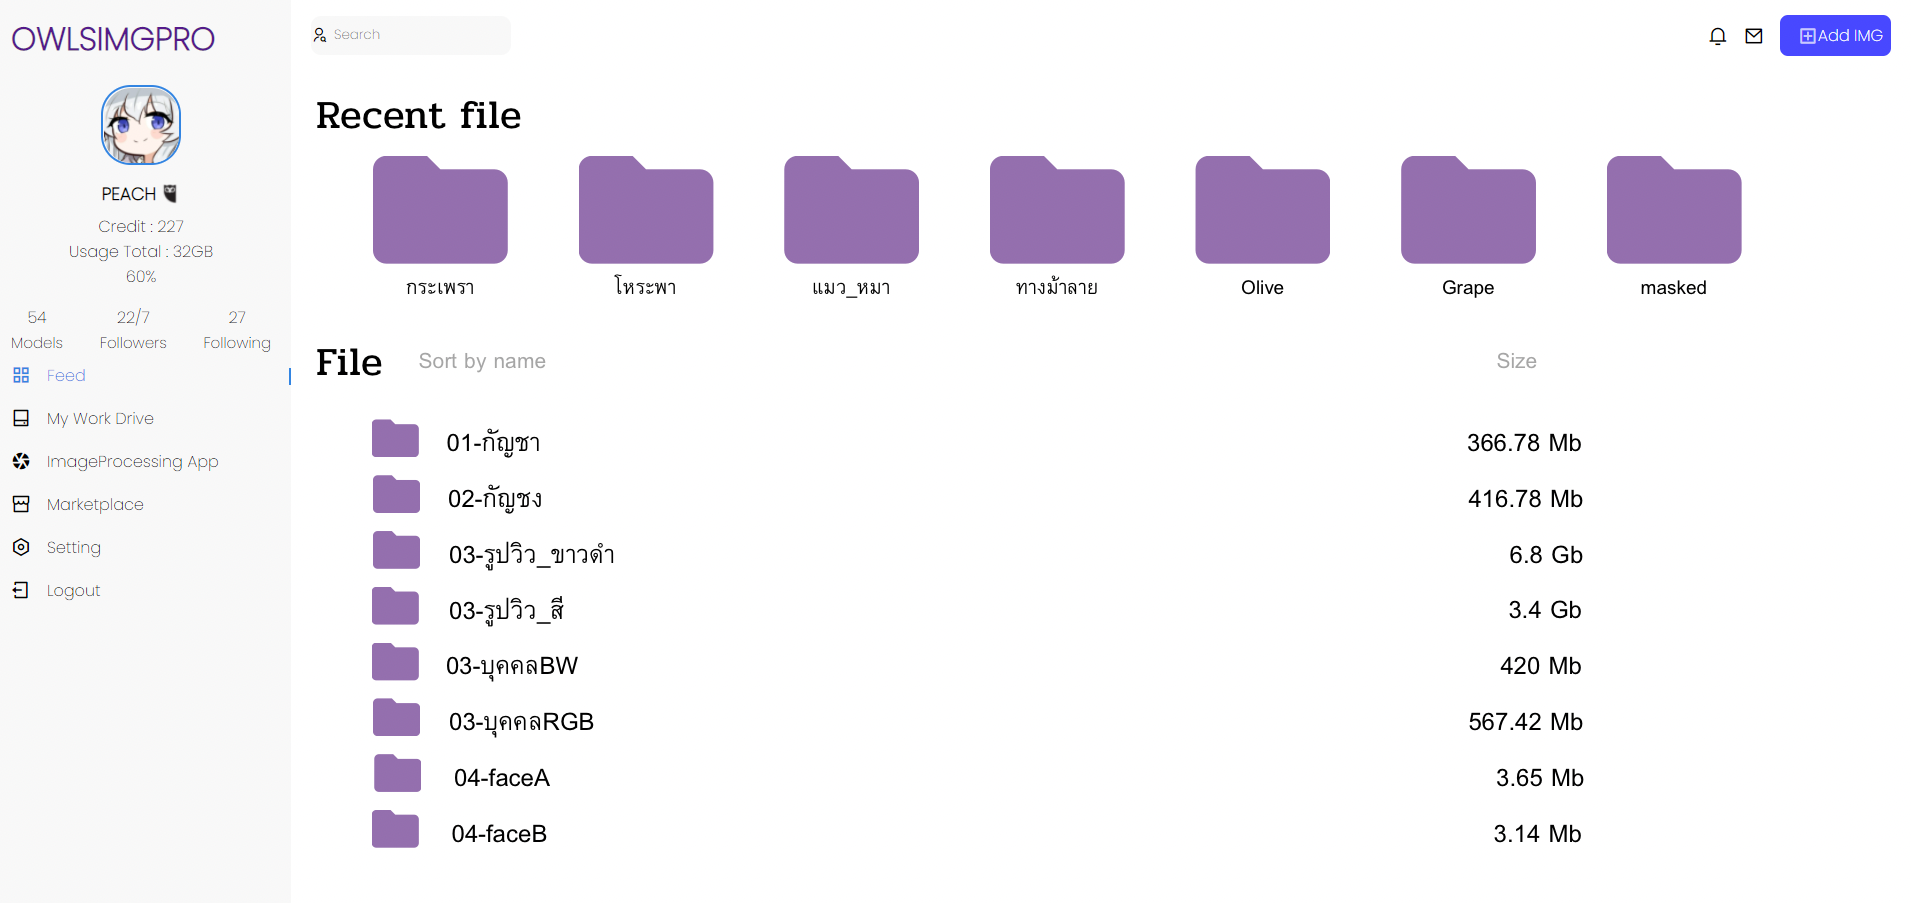 OWLSIMGPRO
Search
Add IMG
PEACH
Credit : 227
Usage Total : 32GB
60%
54
22/7
27
Models
Followers
Following
Feed
My Work Drive
ImageProcessing App
Marketplace
Setting
Logout
Recent file
กระเพรา
โหระพา
แมว_หมา
ทางม้าลาย
Olive
Grape
masked
File
Sort by name
Size
01-กัญชา
366.78 Mb
02-กัญชง
416.78 Mb
03-รูปวิว_ขาวดำ
6.8 Gb
03-รูปวิว_สี
3.4 Gb
03-บุคคลBW
420 Mb
03-บุคคลRGB
567.42 Mb
04-faceA
3.65 Mb
04-faceB
3.14 Mb